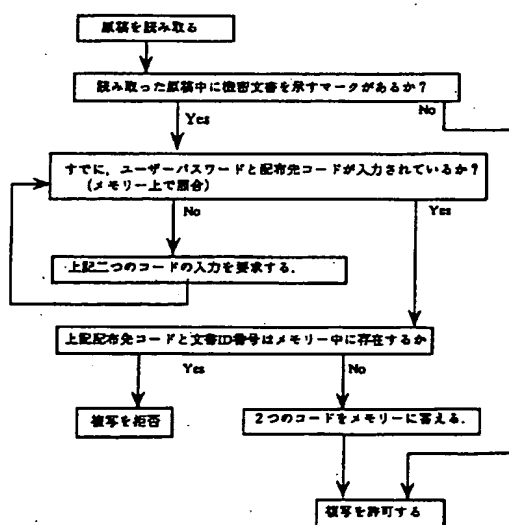 原稿を読み取る
読み取った原稿中に機密文書を示すマークがあるか?
Yes
No
すでに、ユーザーパスワードと配布先コードが入力されているか?
(メモリー上で照合)
No
Yes
上記二つのコードの入力を要求する.
上記配布先コードと文書ID番号はメモリー中に存在するか
Yes
No
複写を拒否
2つのコードをメモリーに答える.
複写を許可する